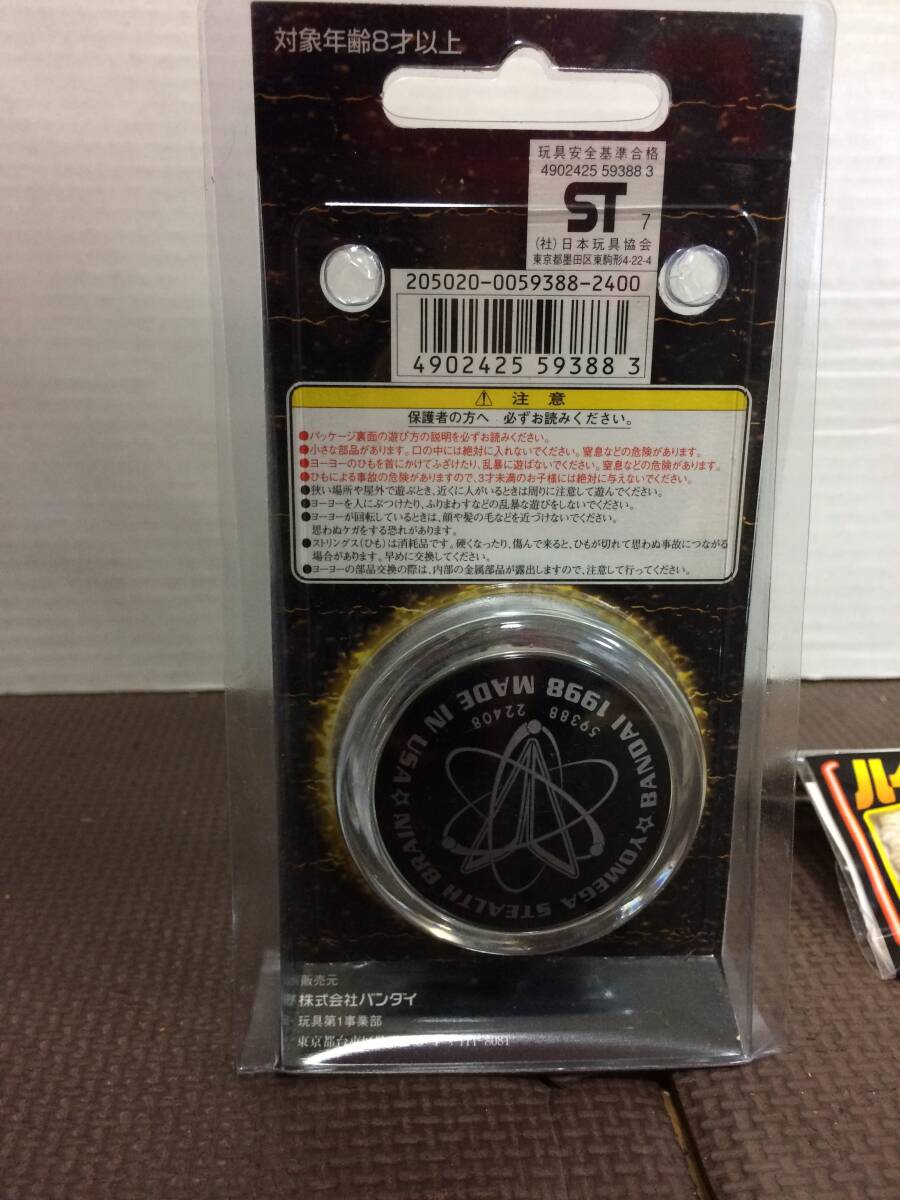 対象年齢8才以上
玩具安全基準合格
4902425 59388 3
ST 7
(社)日本玩具協会
東京都墨田区東駒形4-22-4
205020-0059388-2400
4902425 59388 3
注意
保護者の方へ 必ずお読みください。
●パッケージ裏面の遊び方の説明を必ずお読みください。
●小さな部品があります。口の中には絶対に入れないでください。窒息などの危険があります。
●ヨーヨーのひもを首にかけてふざけたり、乱暴に遊ばないでください。窒息などの危険があります。
●ひもによる事故の危険がありますので、3才未満のお子様には絶対に与えないでください。
●狭い場所や屋外で遊ぶとき、近くに人がいるときは周りに注意して遊んでください。
●ヨーヨーを人にぶつけたり、ふりまわすなどの乱暴な遊びをしないでください。
●ヨーヨーが回転しているときは、顔や髪の毛などを近づけないでください。
思わぬケガをする恐れがあります。
●ストリングス(ひも)は消耗品です。硬くなったり、傷んで来ると、ひもが切れて思わぬ事故につながる
場合があります。早めに交換してください。
●ヨーヨーの部品交換の際は、内部の金属部品が露出しますので、注意して行ってください。
BANDAI 1998 MADE IN USA
59388 22408
☆YOMEGA STEALTH BRAIN☆
販売元
株式会社バンダイ
玩具第1事業部
東京都台東区
ハイ